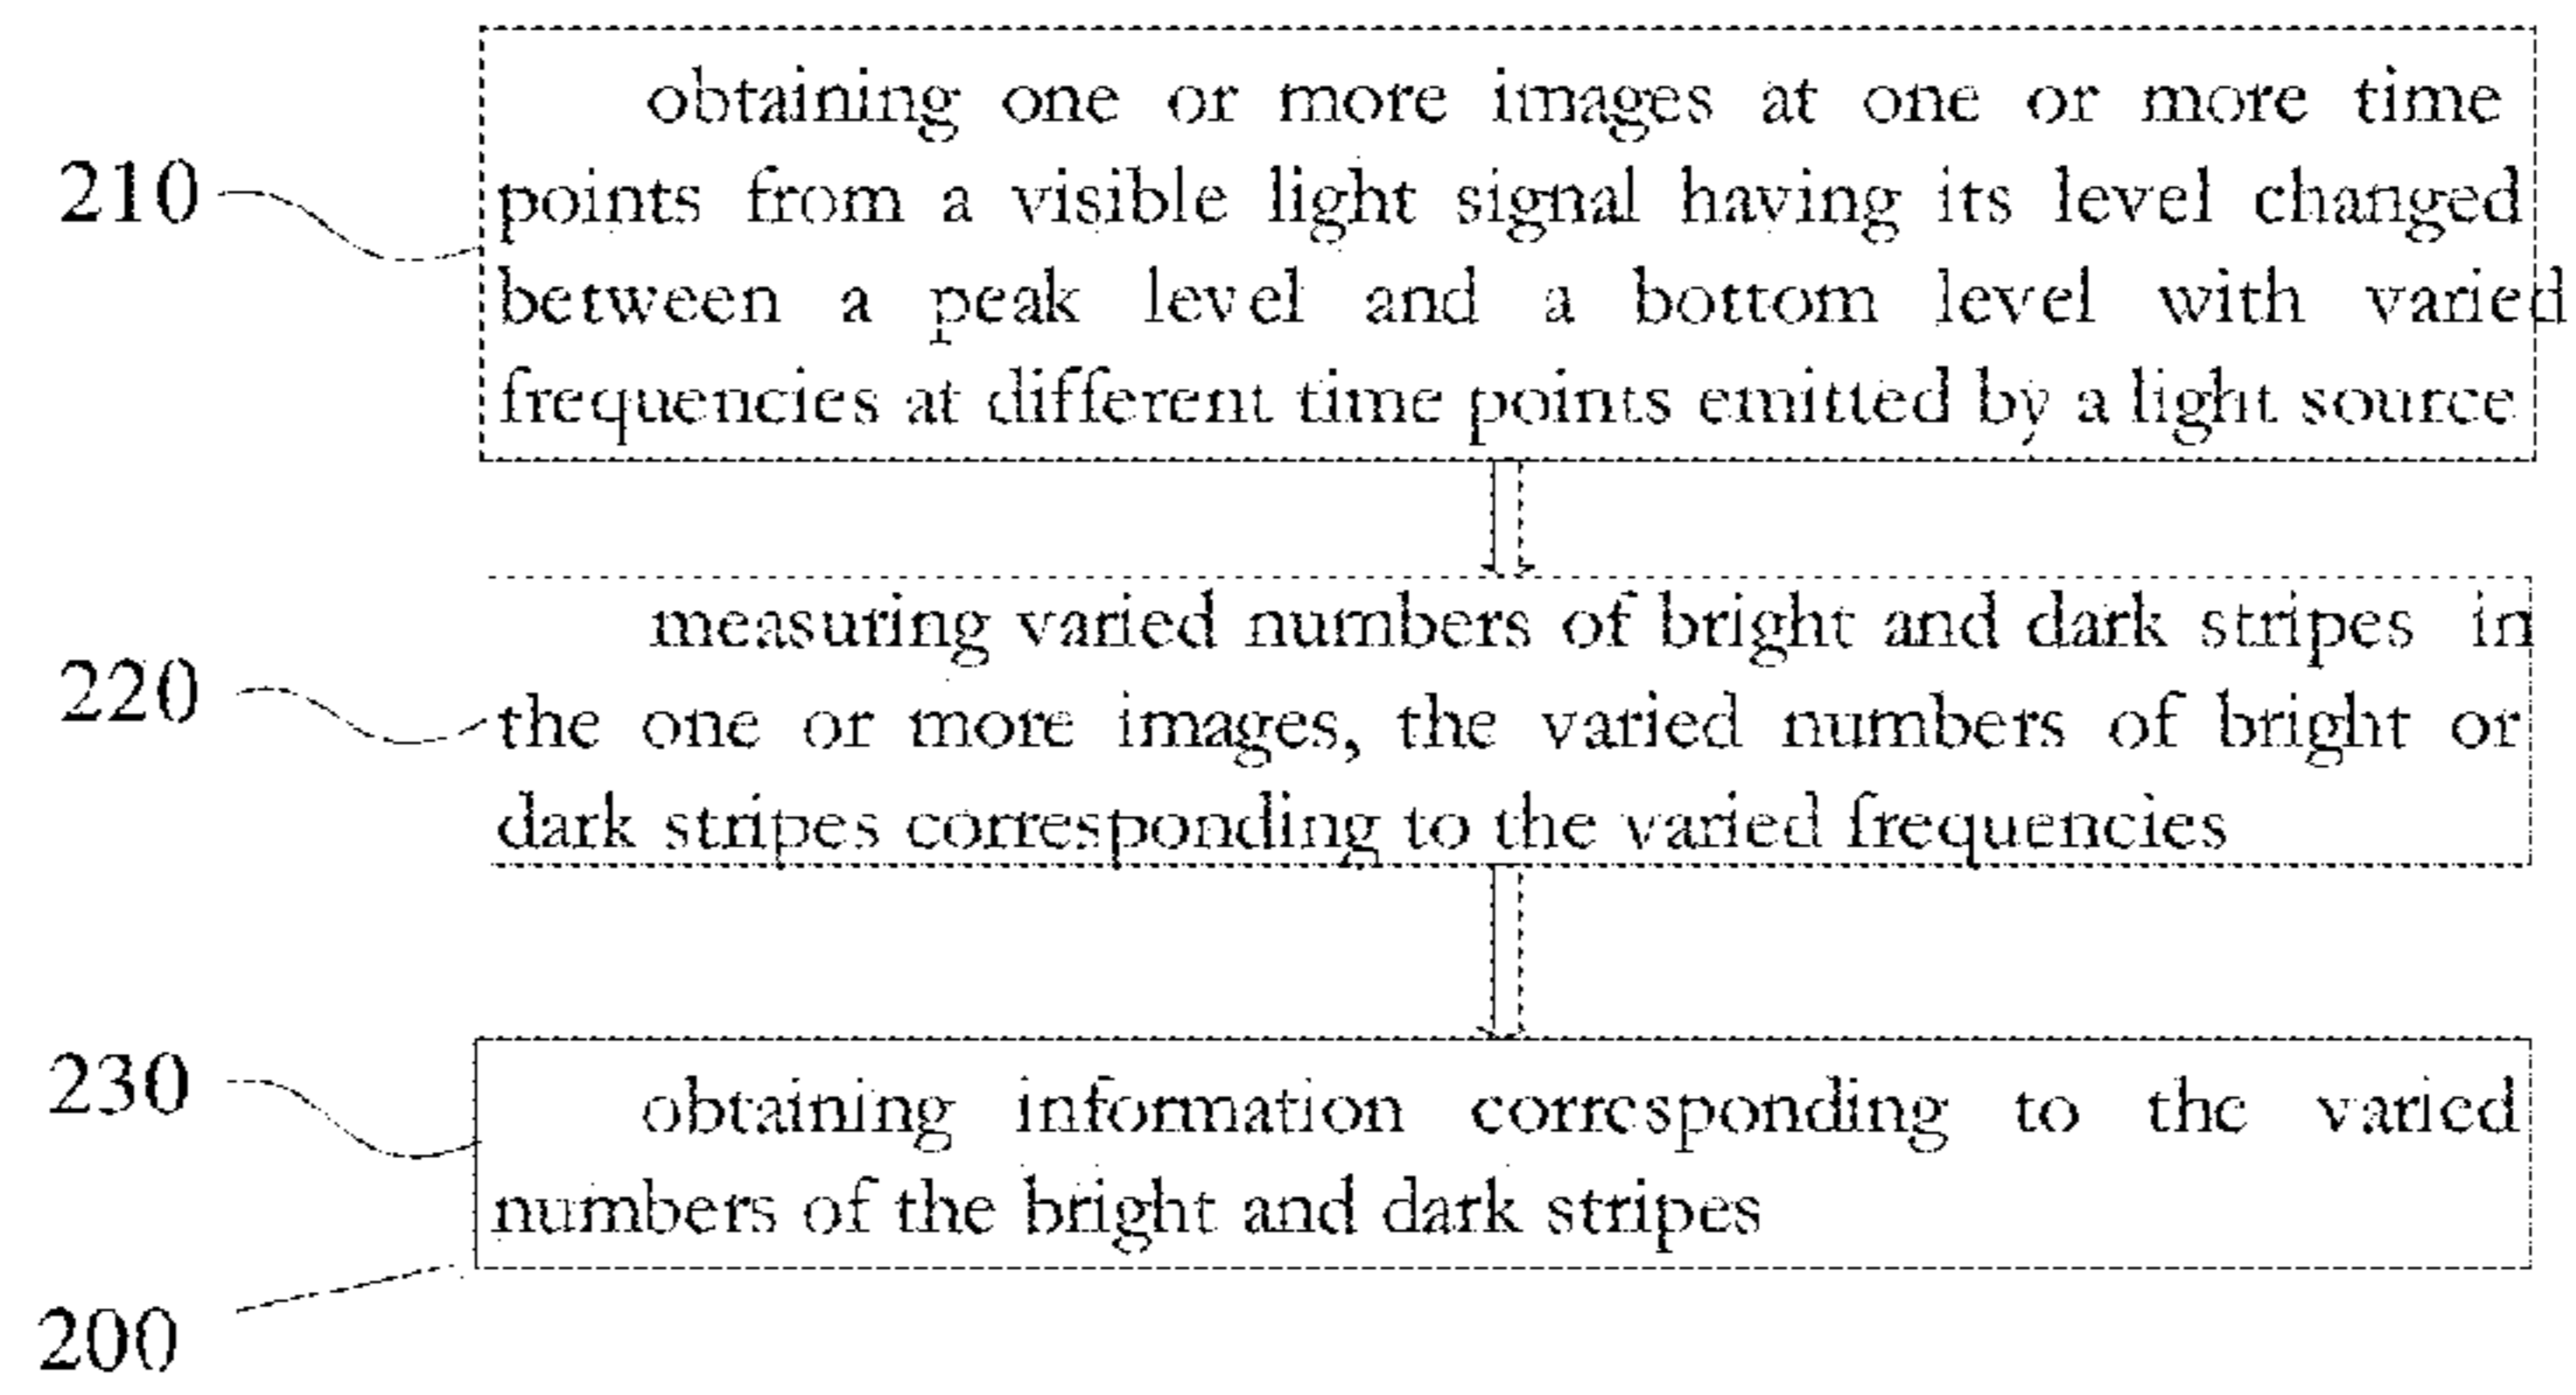 obtaining one or more images at one or more time
210
points from a visible light signal having its level changed
between a peak level and a bottom level with varied
frequencies at different time points emitted by a light source
measuring varied numbers of bright and dark stripes in
220
the one or more images, the varied numbers of bright or
dark stripes corresponding to the varied frequencies
230
obtaining information corresponding to the varied
numbers of the bright and dark stripes
200